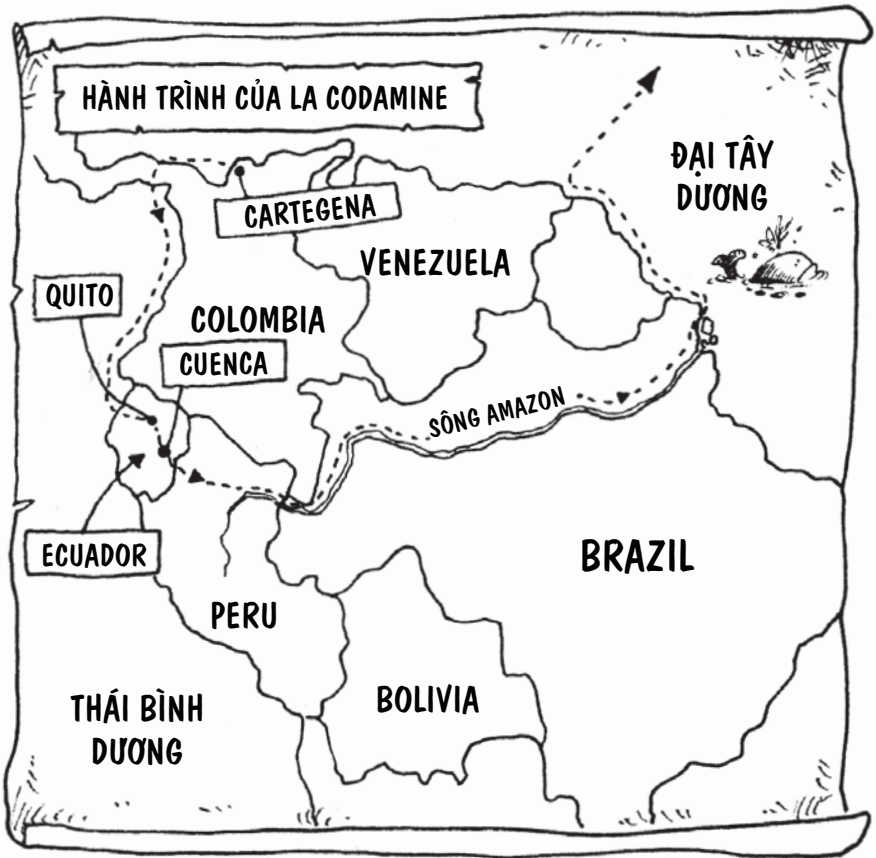 HÀNH TRÌNH CỦA LA CODAMINE
ĐẠI TÂY
DƯƠNG
CARTEGENA
VENEZUELA
QUITO
COLOMBIA
CUENCA
SÔNG AMAZON
ECUADOR
BRAZIL
PERU
BOLIVIA
THÁI BÌNH
DƯƠNG